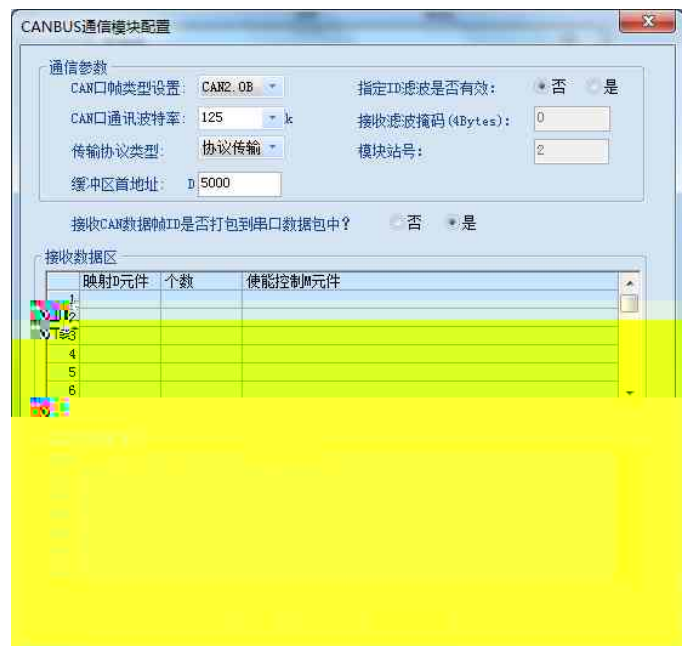 CANBUS通信模块配置
通信参数
CAN口帧类型设置: CAN2.0B
指定ID滤波是否有效: 否 是
CAN口通讯波特率: 125 k
接收滤波掩码(4Bytes): 0
传输协议类型: 协议传输
模块站号: 2
缓冲区首地址: D 5000
接收CAN数据帧ID是否打包到串口数据包中? 否 是
接收数据区
映射D元件 个数 使能控制M元件
1
2
3
4
5
6